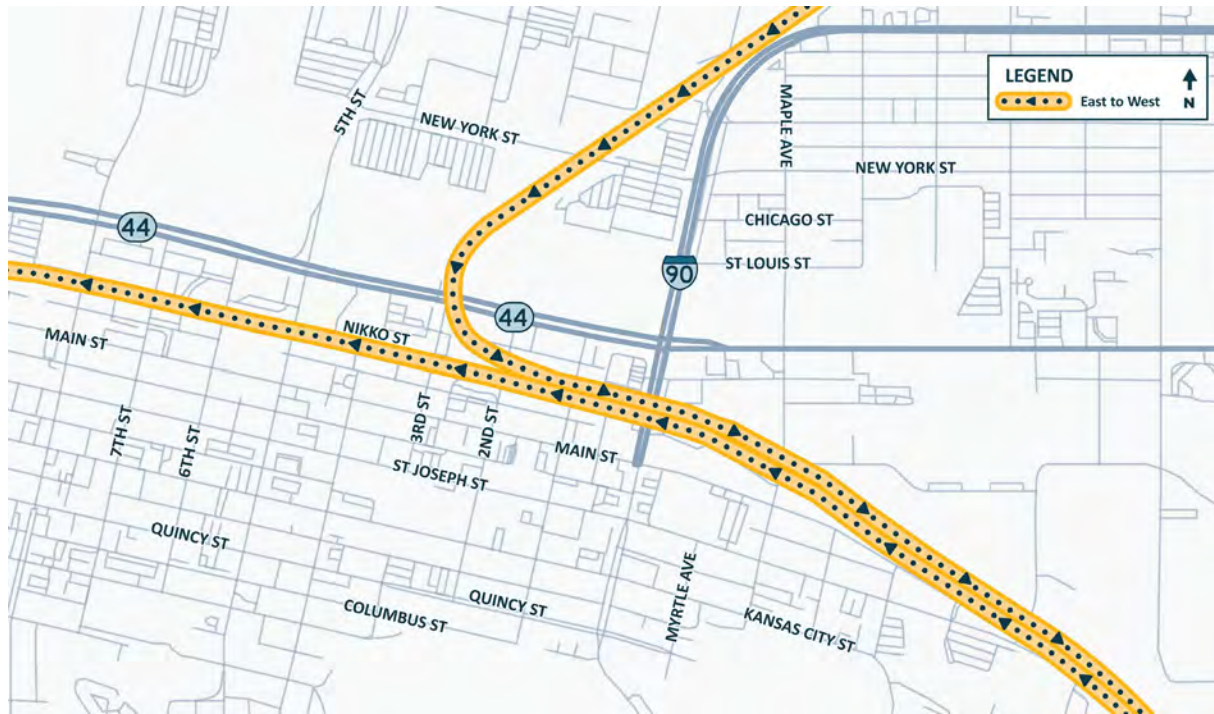 LEGEND
East to West
N
5TH ST
NEW YORK ST
MAPLE AVE
NEW YORK ST
CHICAGO ST
44
ST LOUIS ST
90
44
NIKKO ST
MAIN ST
7TH ST
6TH ST
3RD ST
2ND ST
MAIN ST
ST JOSEPH ST
QUINCY ST
QUINCY ST
COLUMBUS ST
MYRTLE AVE
KANSAS CITY ST